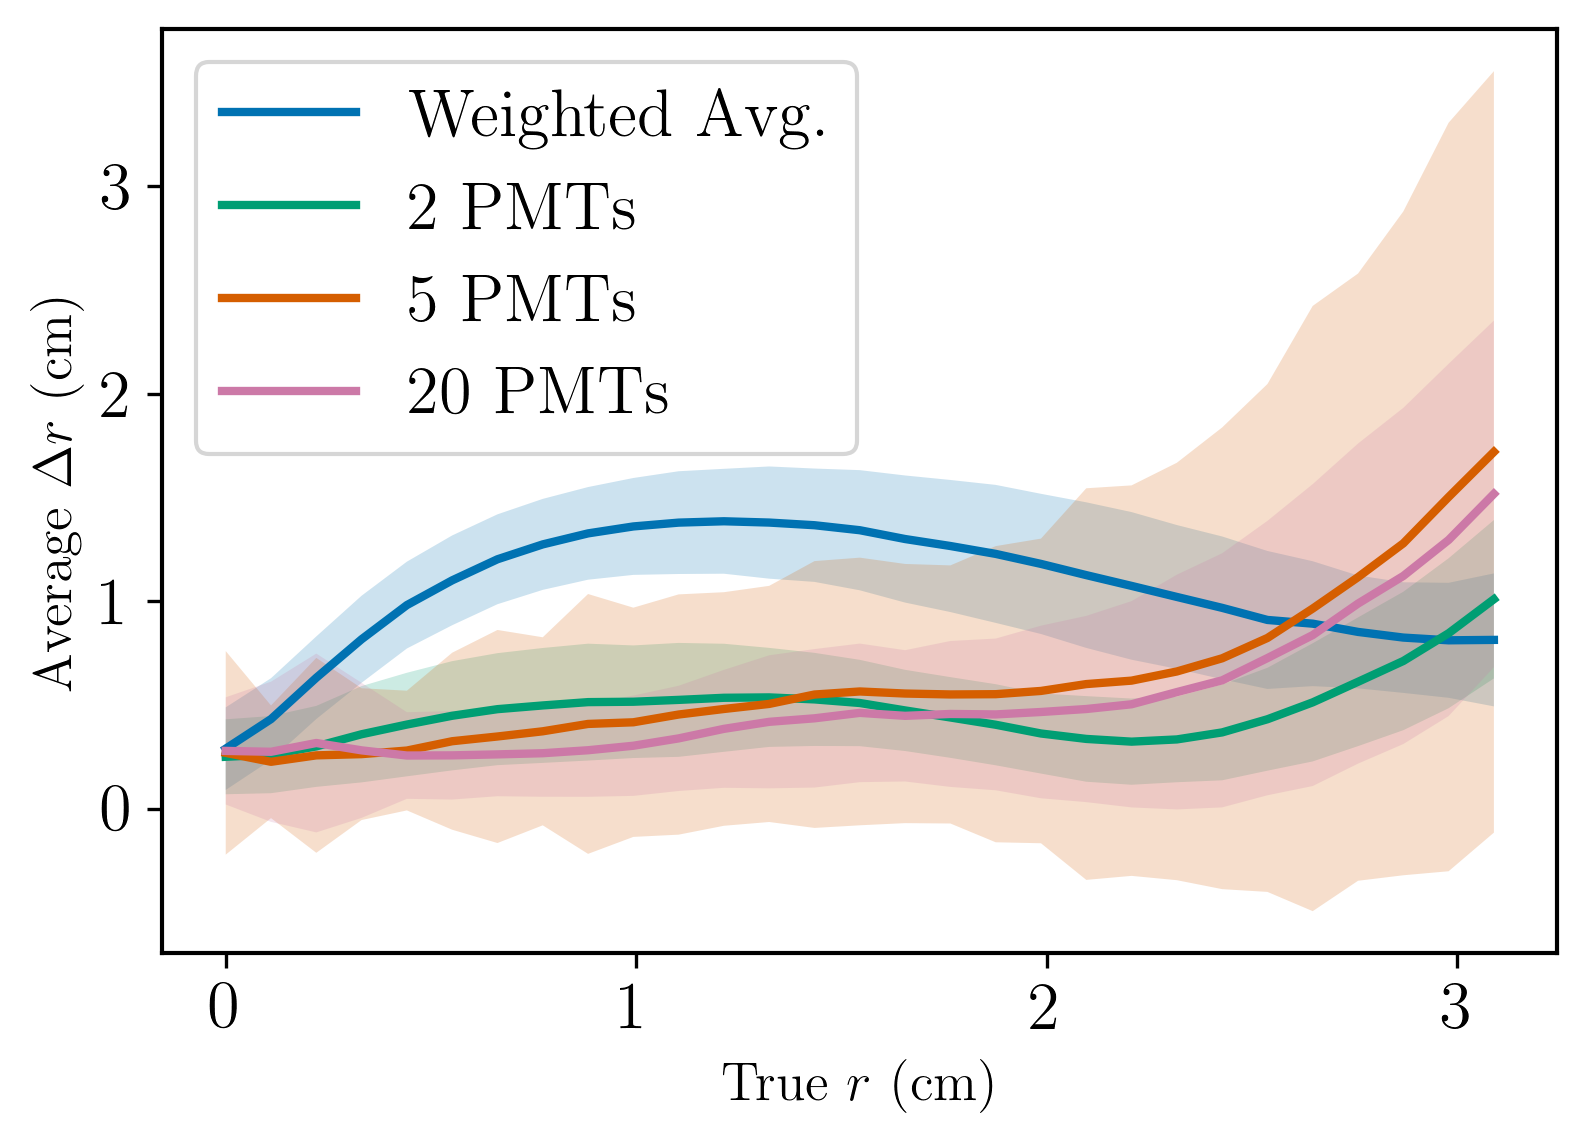 Weighted Avg.
2 PMTs
5 PMTs
20 PMTs
3
2
1
0
Average Δr (cm)
0 1 2 3
True r (cm)